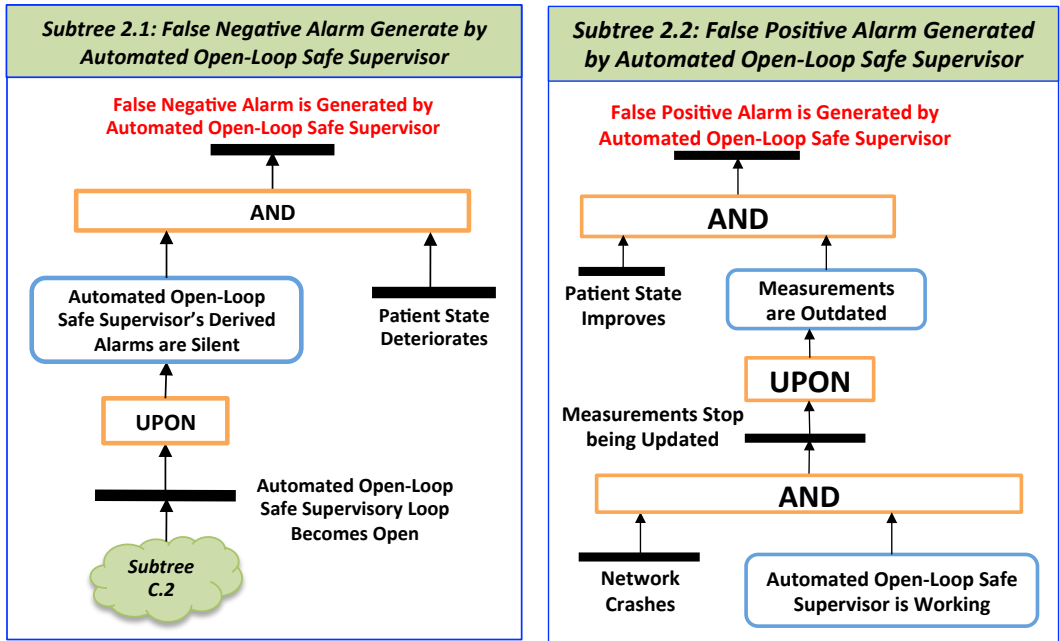 Subtree 2.1: False Negative Alarm Generate by
Automated Open-Loop Safe Supervisor
False Negative Alarm is Generated by
Automated Open-Loop Safe Supervisor
AND
Automated Open-Loop
Safe Supervisor's Derived
Alarms are Silent
Patient State
Deteriorates
UPON
Automated Open-Loop
Safe Supervisory Loop
Becomes Open
Subtree
C.2
Subtree 2.2: False Positive Alarm Generated
by Automated Open-Loop Safe Supervisor
False Positive Alarm is Generated by
Automated Open-Loop Safe Supervisor
AND
Patient State
Improves
Measurements
are Outdated
UPON
Measurements Stop
being Updated
AND
Network
Crashes
Automated Open-Loop Safe
Supervisor is Working